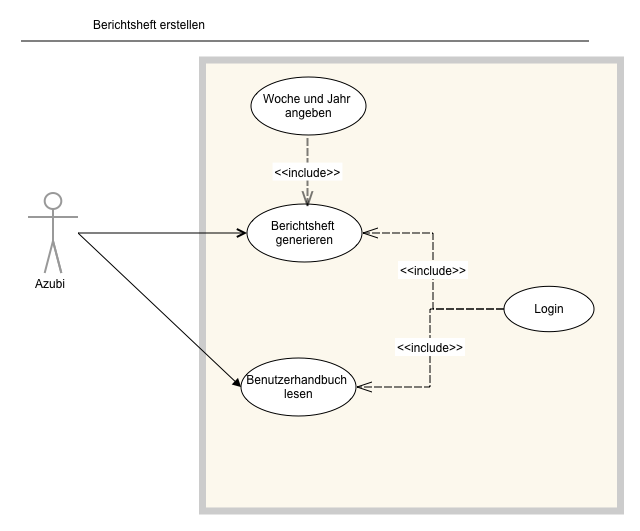 Berichtsheft erstellen
Woche und Jahr
angeben
<<include>>
Berichtsheft
generieren
<<include>>
Azubi
Login
<<include>>
Benutzerhandbuch
lesen